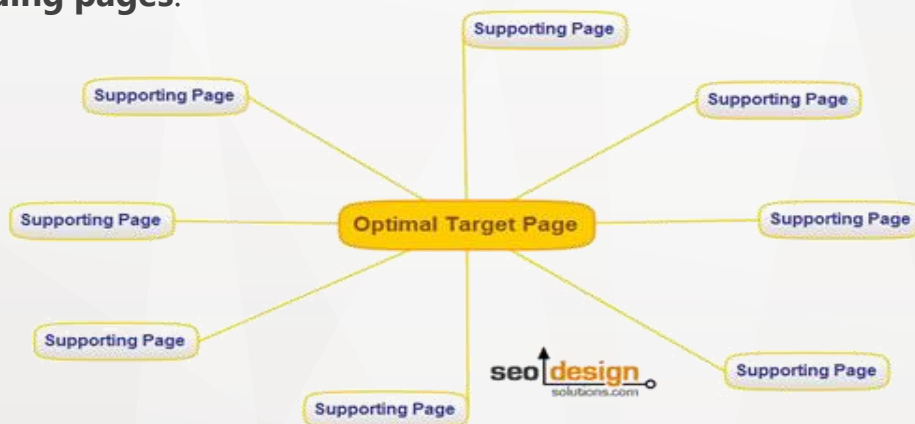 pages.
Supporting Page
Supporting Page
Supporting Page
Supporting Page
Optimal Target Page
Supporting Page
Supporting Page
seo design
solutions.com
Supporting Page
Supporting Page